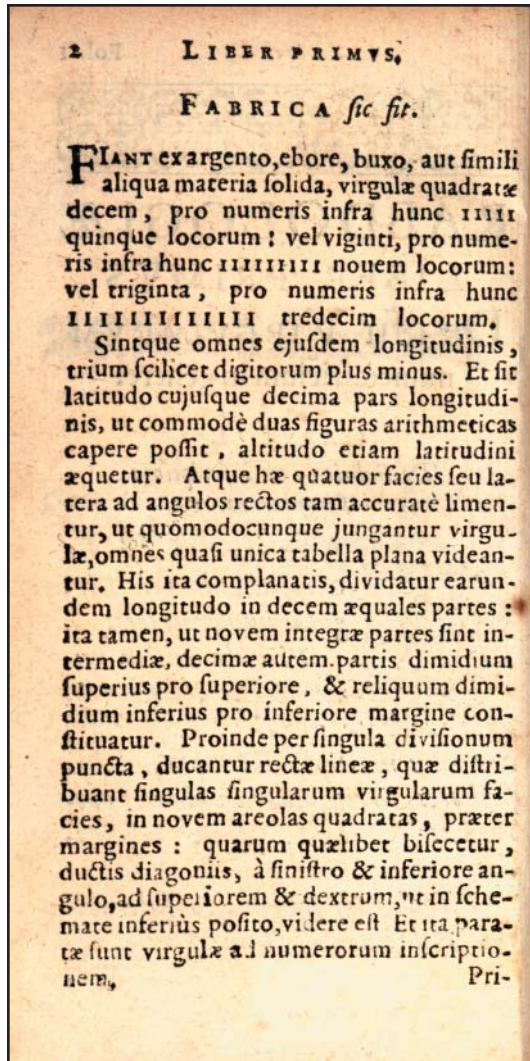 2 LIBER PRIMVS.
FABRICA ſic fit.
FIANT ex argento, ebore, buxo, aut ſimili
aliqua materia ſolida, virgulæ quadratæ
decem, pro numeris infra hunc IIIII
quinque locorum: vel viginti, pro nume-
ris infra hunc IIIIIIIII nouem locorum:
vel triginta, pro numeris infra hunc
IIIIIIIIIIIII tredecim locorum.
Sintque omnes ejuſdem longitudinis,
trium ſcilicet digitorum plus minus. Et ſit
latitudo cujuſque decima pars longitudi-
nis, ut commodè duas figuras arithmeticas
capere poſſit, altitudo etiam latitudini
æquetur. Atque hæ quatuor facies ſeu la-
tera ad angulos rectos tam accuratè limen-
tur, ut quomodocunque jungantur virgu-
læ, omnes quaſi unica tabella plana videan-
tur. His ita complanatis, dividatur earun-
dem longitudo in decem æquales partes:
ita tamen, ut novem integræ partes ſint in-
termediæ, decimæ autem partis dimidium
ſuperius pro ſuperiore, & reliquum dimi-
dium inferius pro inferiore margine con-
ſtituatur. Proinde per ſingula diviſionum
puncta, ducantur rectæ lineæ, quæ diſtri-
buant ſingulas ſingularum virgularum fa-
cies, in novem areolas quadratas, præter
margines: quarum quælibet biſecetur,
ductis diagoniis, à ſiniſtro & inferiore an-
gulo, ad ſuperiorem & dextrum, ut in ſche-
mate inferiùs poſito, videre eſt Et ita para-
tæ ſunt virgulæ ad numerorum inſcriptio-
nem.
Pri-